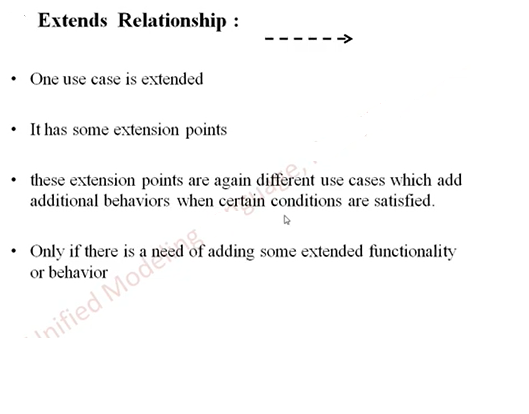 Extends Relationship :
• One use case is extended
• It has some extension points
• these extension points are again different use cases which add
additional behaviors when certain conditions are satisfied.
• Only if there is a need of adding some extended functionality
or behavior
Unified Modeling